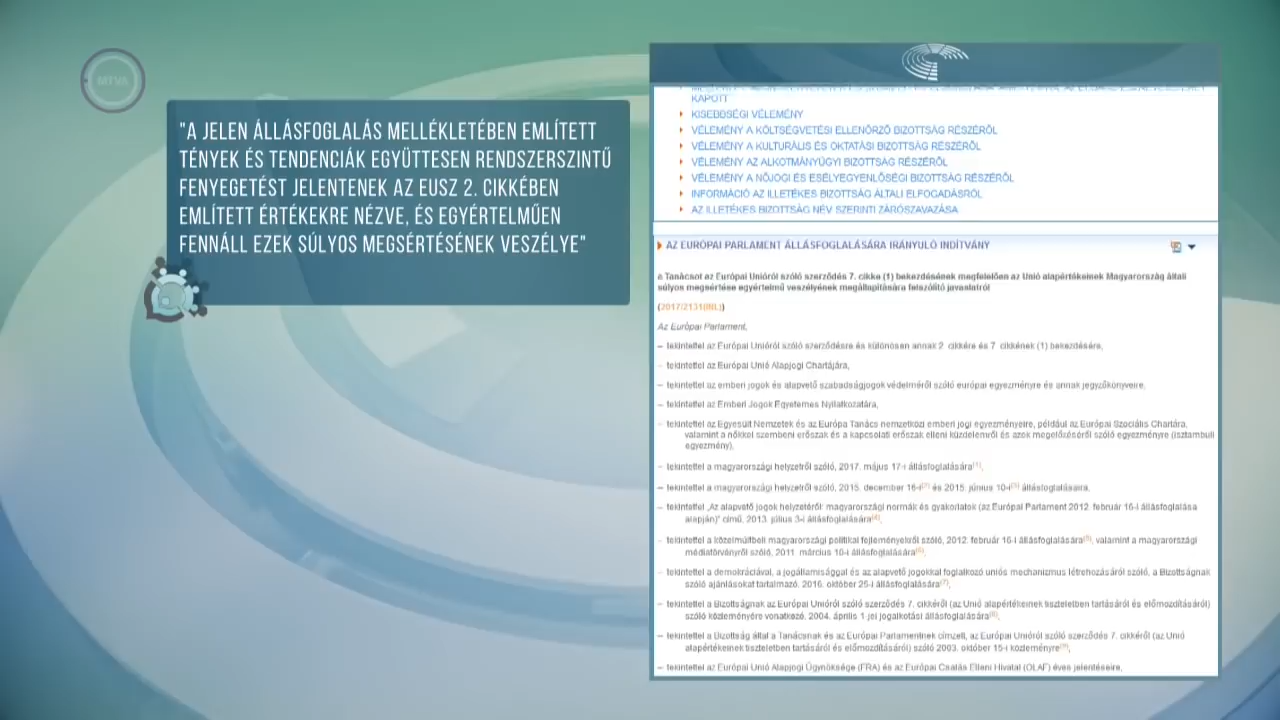 MTVA
"A JELEN ÁLLÁSFOGLALÁS MELLÉKLETÉBEN EMLÍTETT
TÉNYEK ÉS TENDENCIÁK EGYÜTTESEN RENDSZERSZINTŰ
FENYEGETÉST JELENTENEK AZ EUSZ 2. CIKKÉBEN
EMLÍTETT ÉRTÉKEKRE NÉZVE, ÉS EGYÉRTELMŰEN
FENNÁLL EZEK SÚLYOS MEGSÉRTÉSÉNEK VESZÉLYE"
KAPOTT
KISEBBSÉGI VÉLEMÉNY
VÉLEMÉNY A KÖLTSÉGVETÉSI ELLENŐRZŐ BIZOTTSÁG RÉSZÉRŐL
VÉLEMÉNY A KULTURÁLIS ÉS OKTATÁSI BIZOTTSÁG RÉSZÉRŐL
VÉLEMÉNY AZ ALKOTMÁNYÜGYI BIZOTTSÁG RÉSZÉRŐL
VÉLEMÉNY A NŐJOGI ÉS ESÉLYEGYENLŐSÉGI BIZOTTSÁG RÉSZÉRŐL
INFORMÁCIÓ AZ ILLETÉKES BIZOTTSÁG ÁLTALI ELFOGADÁSRÓL
AZ ILLETÉKES BIZOTTSÁG NÉV SZERINTI ZÁRÓSZAVAZÁSA
AZ EURÓPAI PARLAMENT ÁLLÁSFOGLALÁSÁRA IRÁNYULÓ INDÍTVÁNY
a Tanácsot az Európai Unióról szóló szerződés 7. cikke (1) bekezdésének megfelelően az Unió alapértékeinek Magyarország általi
súlyos megsértése egyértelmű veszélyének megállapítására felszólító javaslatról
(2017/2131(INL))
Az Európai Parlament,
– tekintettel az Európai Unióról szóló szerződésre és különösen annak 2. cikkére és 7. cikkének (1) bekezdésére,
– tekintettel az Európai Unió Alapjogi Chartájára,
– tekintettel az emberi jogok és alapvető szabadságjogok védelméről szóló európai egyezményre és annak jegyzőkönyveire,
– tekintettel az Emberi Jogok Egyetemes Nyilatkozatára,
– tekintettel az Egyesült Nemzetek és az Európa Tanács nemzetközi emberi jogi egyezményeire, például az Európai Szociális Chartára,
valamint a nőkkel szembeni erőszak és a kapcsolati erőszak elleni küzdelemről és azok megelőzéséről szóló egyezményre (isztambuli
egyezmény),
– tekintettel a magyarországi helyzetről szóló, 2017. május 17-i állásfoglalására(1),
– tekintettel a magyarországi helyzetről szóló, 2015. december 16-i(2) és 2015. június 10-i(3) állásfoglalásaira,
– tekintettel „Az alapvető jogok helyzetéről: magyarországi normák és gyakorlatok (az Európai Parlament 2012. február 16-i állásfoglalása
alapján)" című, 2013. július 3-i állásfoglalására(4),
– tekintettel a közelmúltbeli magyarországi politikai fejleményekről szóló, 2012. február 16-i állásfoglalására(5), valamint a magyarországi
médiatörvényről szóló, 2011. március 10-i állásfoglalására(6),
– tekintettel a demokráciával, a jogállamisággal és az alapvető jogokkal foglalkozó uniós mechanizmus létrehozásáról szóló, a Bizottságnak
szóló ajánlásokat tartalmazó, 2016. október 25-i állásfoglalására(7),
– tekintettel a Bizottságnak az Európai Unióról szóló szerződés 7. cikkéről (az Unió alapértékeinek tiszteletben tartásáról és előmozdításáról)
szóló közleményére vonatkozó, 2004. április 1-jei jogalkotási állásfoglalására(8),
– tekintettel a Bizottság által a Tanácsnak és az Európai Parlamentnek címzett, az Európai Unióról szóló szerződés 7. cikkéről (az Unió
alapértékeinek tiszteletben tartásáról és előmozdításáról) szóló 2003. október 15-i közleményre(9),
– tekintettel az Európai Unió Alapjogi Ügynöksége (FRA) és az Európai Csalás Elleni Hivatal (OLAF) éves jelentéseire,